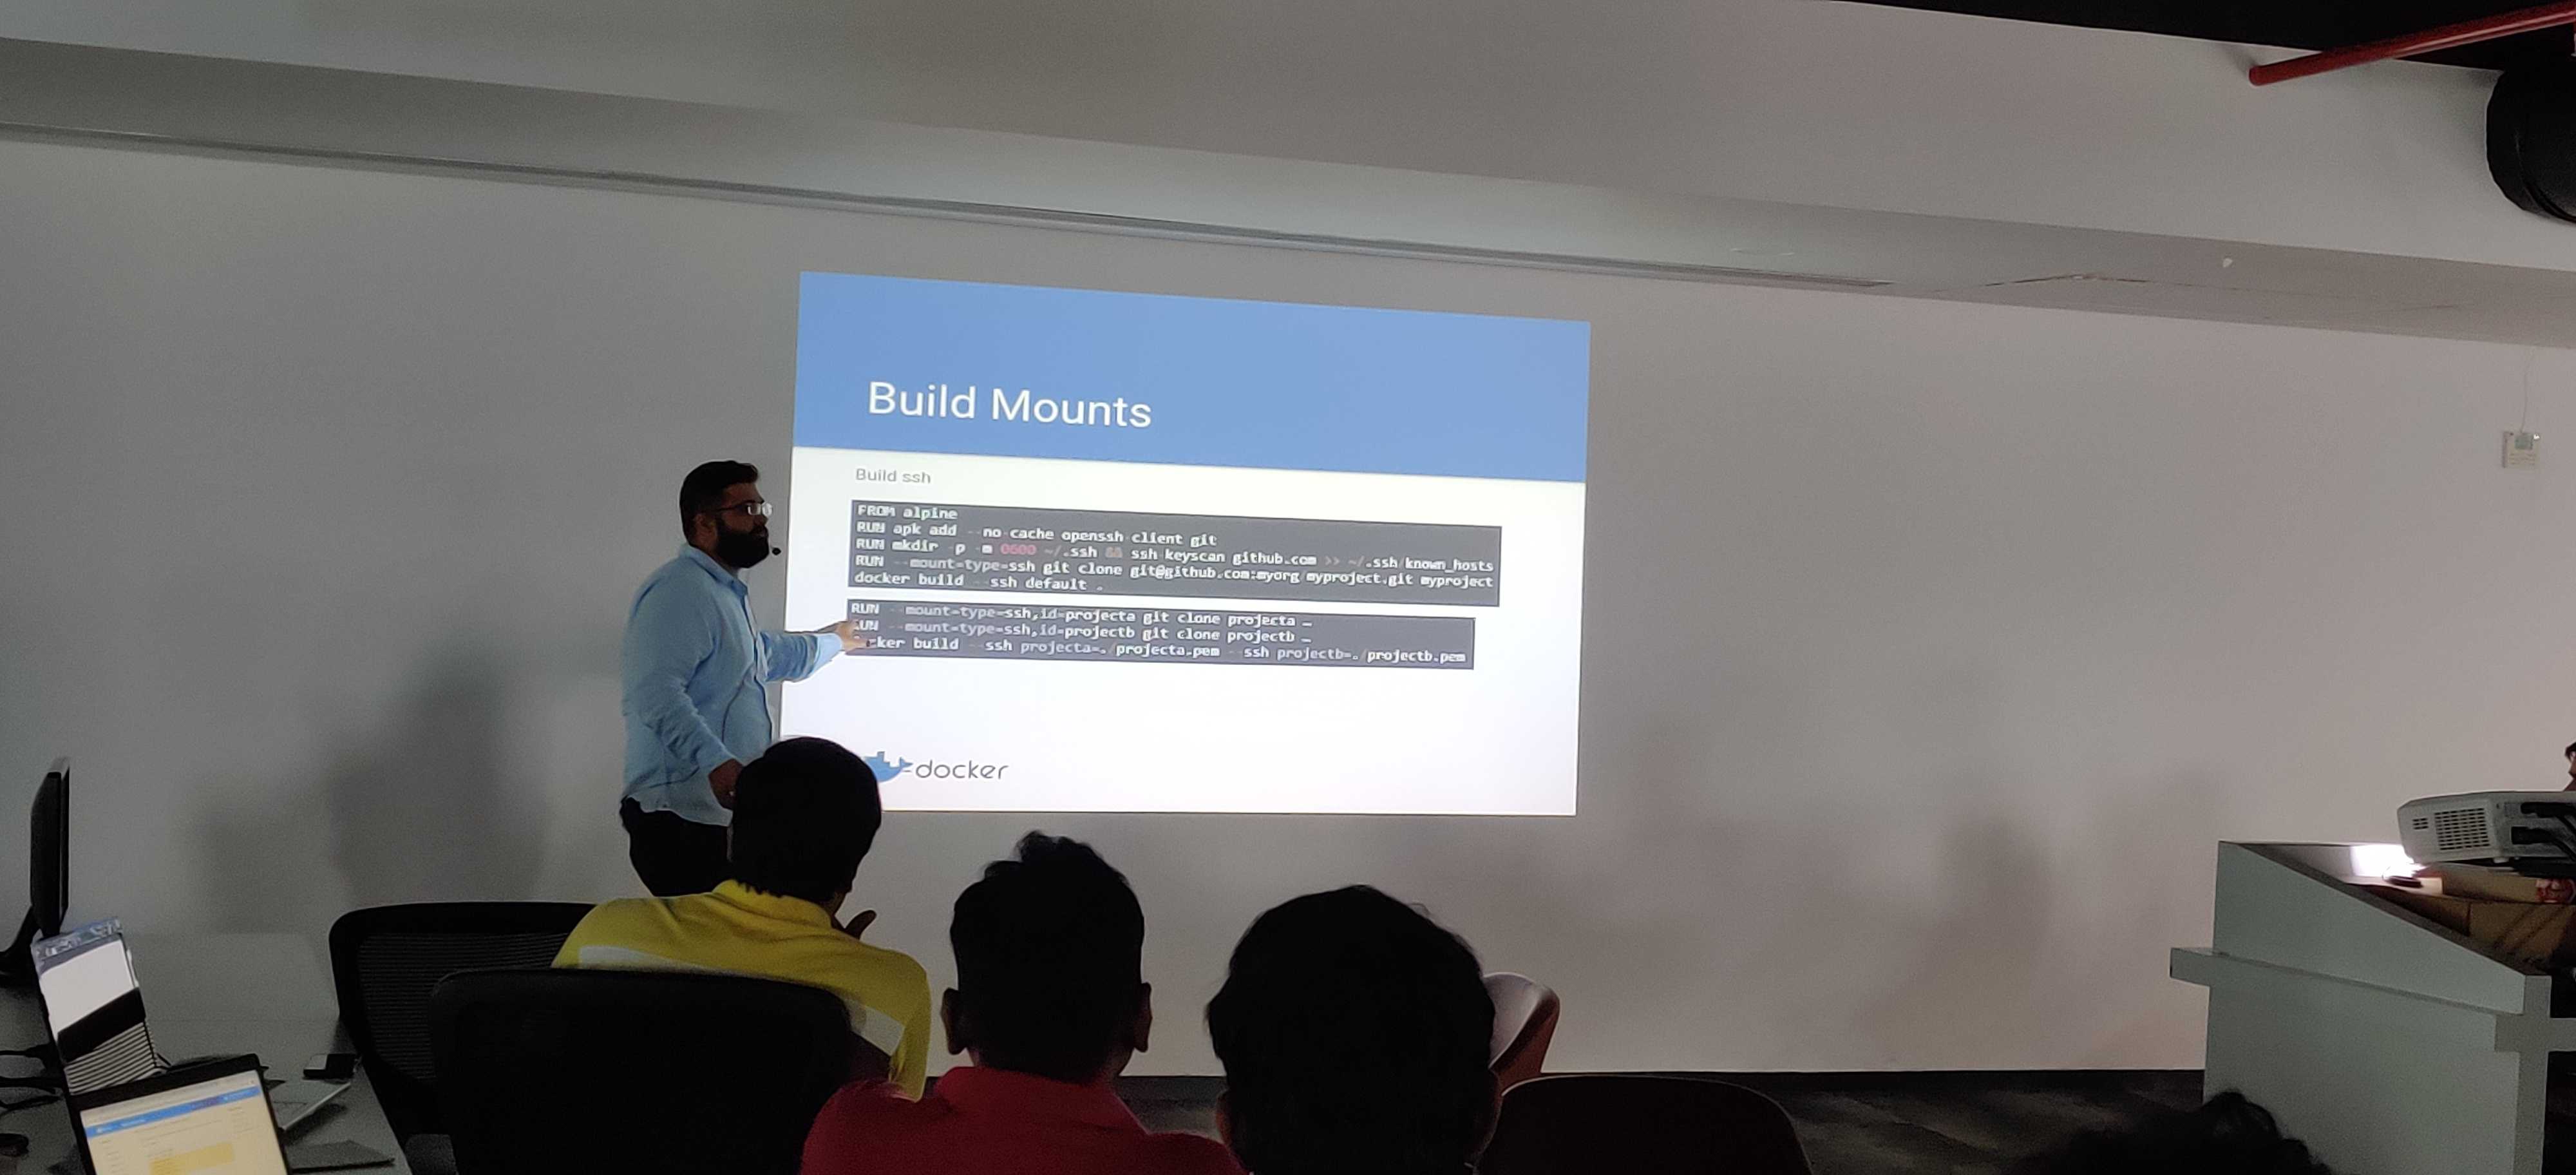 Build Mounts
Build ssh
FROM alpine
RUN apk add --no-cache openssh-client git
RUN mkdir -p -m 0600 ~/.ssh && ssh-keyscan github.com >> ~/.ssh/known_hosts
RUN --mount=type=ssh git clone git@github.com:myorg/myproject.git myproject
docker build --ssh default .
RUN --mount=type=ssh,id=projecta git clone projecta …
RUN --mount=type=ssh,id=projectb git clone projectb …
docker build --ssh projecta=./projecta.pem --ssh projectb=./projectb.pem
docker